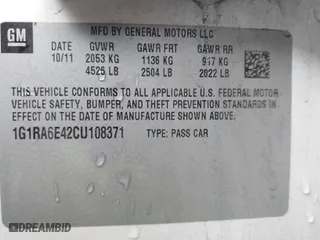 GM
MFD BY GENERAL MOTORS LLC
DATE GVWR GAWR FRT GAWR RR
10/11 2053 KG 1136 KG 917 KG
4525 LB 2504 LB 2022 LB
THIS VEHICLE CONFORMS TO ALL APPLICABLE U.S. FEDERAL MOTOR
VEHICLE SAFETY, BUMPER, AND THEFT PREVENTION STANDARDS
IN EFFECT ON THE DATE OF MANUFACTURE SHOWN ABOVE.
1G1RA6E42CU108371 TYPE: PASS CAR